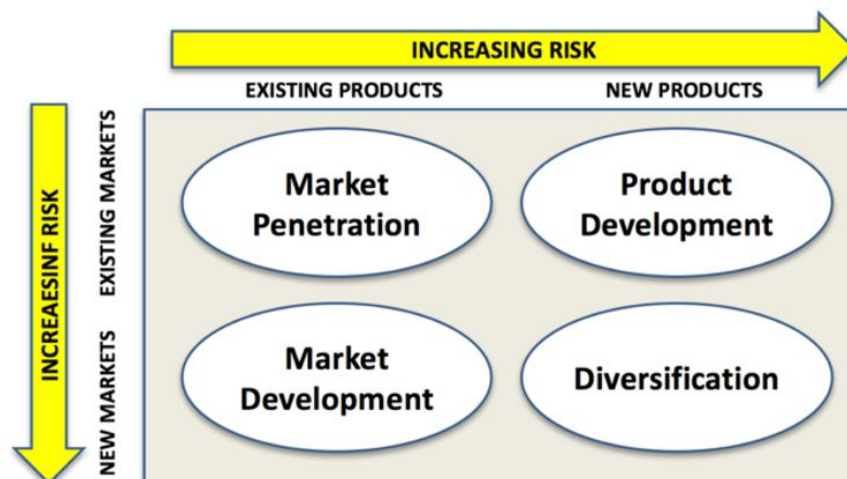 INCREASING RISK
EXISTING PRODUCTS
NEW PRODUCTS
INCREAESINF RISK
EXISTING MARKETS
Market
Penetration
Product
Development
NEW MARKETS
Market
Development
Diversification